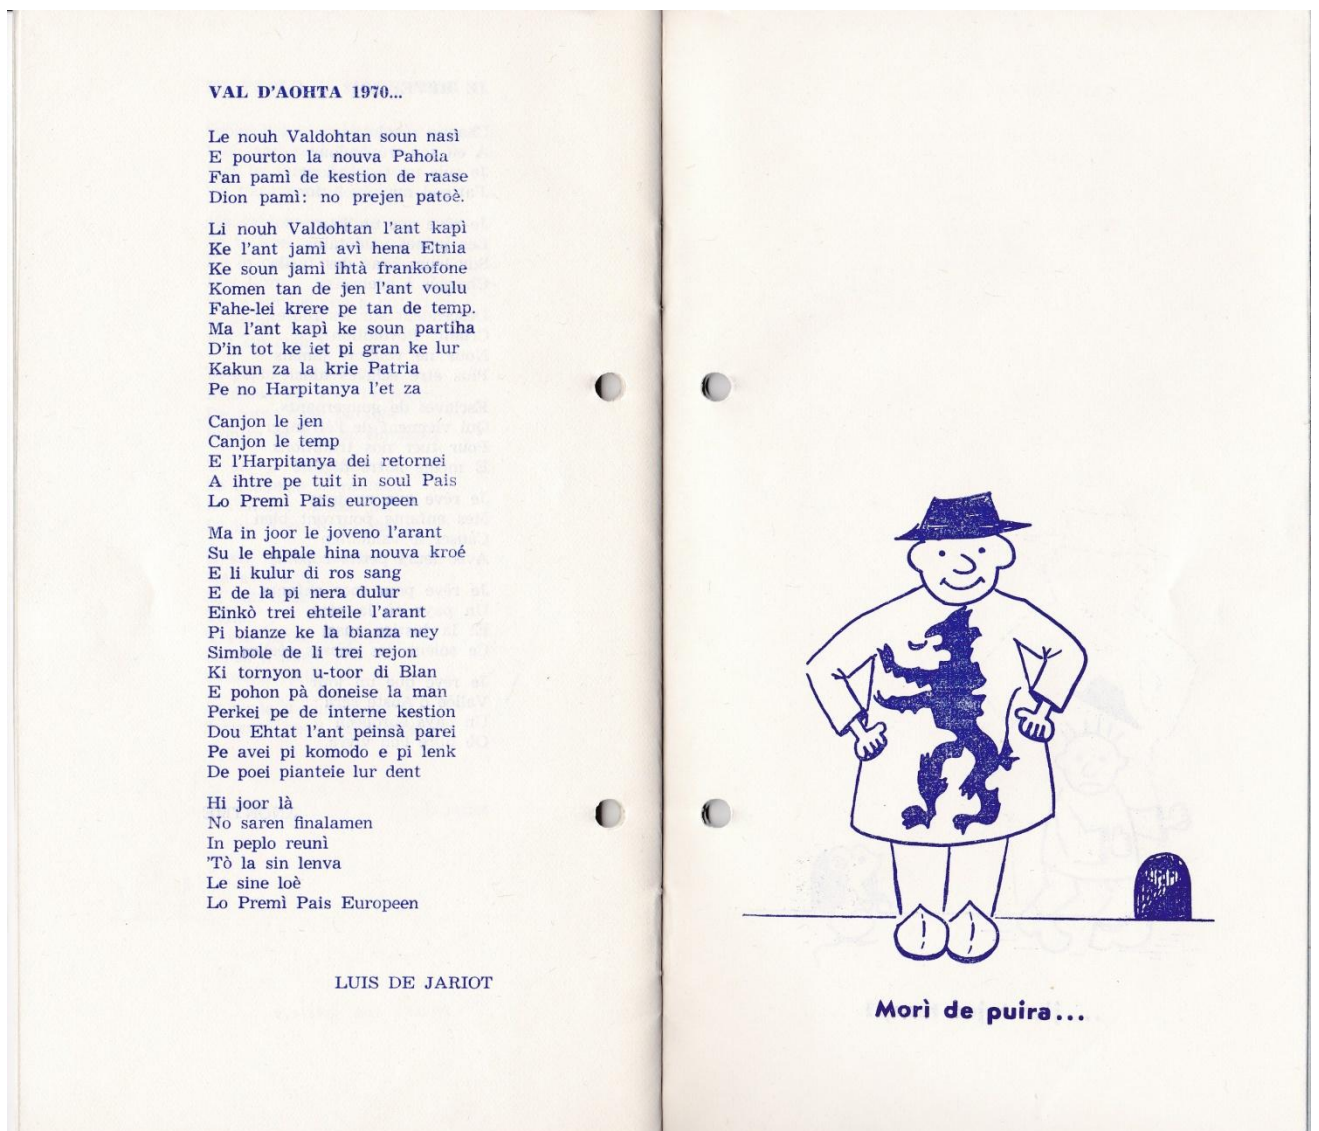 VAL D'AOHTA 1970...
Le nouh Valdohtan soun nasì
E pourton la nouva Pahola
Fan pamì de kestion de raase
Dion pamì: no prejen patoè.
Li nouh Valdohtan l'ant kapì
Ke l'ant jamì avì hena Etnia
Ke soun jamì ihtà frankofone
Komen tan de jen l'ant voulu
Fahe-lei krere pe tan de temp.
Ma l'ant kapì ke soun partiha
D'in tot ke iet pi gran ke lur
Kakun za la krie Patria
Pe no Harpitanya l'et za
Canjon le jen
Canjon le temp
E l'Harpitanya dei retornei
A ihtre pe tuit in soul Pais
Lo Premì Pais europeen
Ma in joor le joveno l'arant
Su le ehpale hina nouva kroé
E li kulur di ros sang
E de la pi nera dulur
Einkò trei ehteile l'arant
Pi bianze ke la bianza ney
Simbole de li trei rejon
Ki tornyon u-toor di Blan
E pohon pà doneise la man
Perkei pe de interne kestion
Dou Ehtat l'ant peinsà parei
Pe avei pi komodo e pi lenk
De poei pianteie lur dent
Hi joor là
No saren finalamen
In peplo reunì
'Tò la sin lenva
Le sine loè
Lo Premì Pais Europeen
LUIS DE JARIOT
Morì de puira...